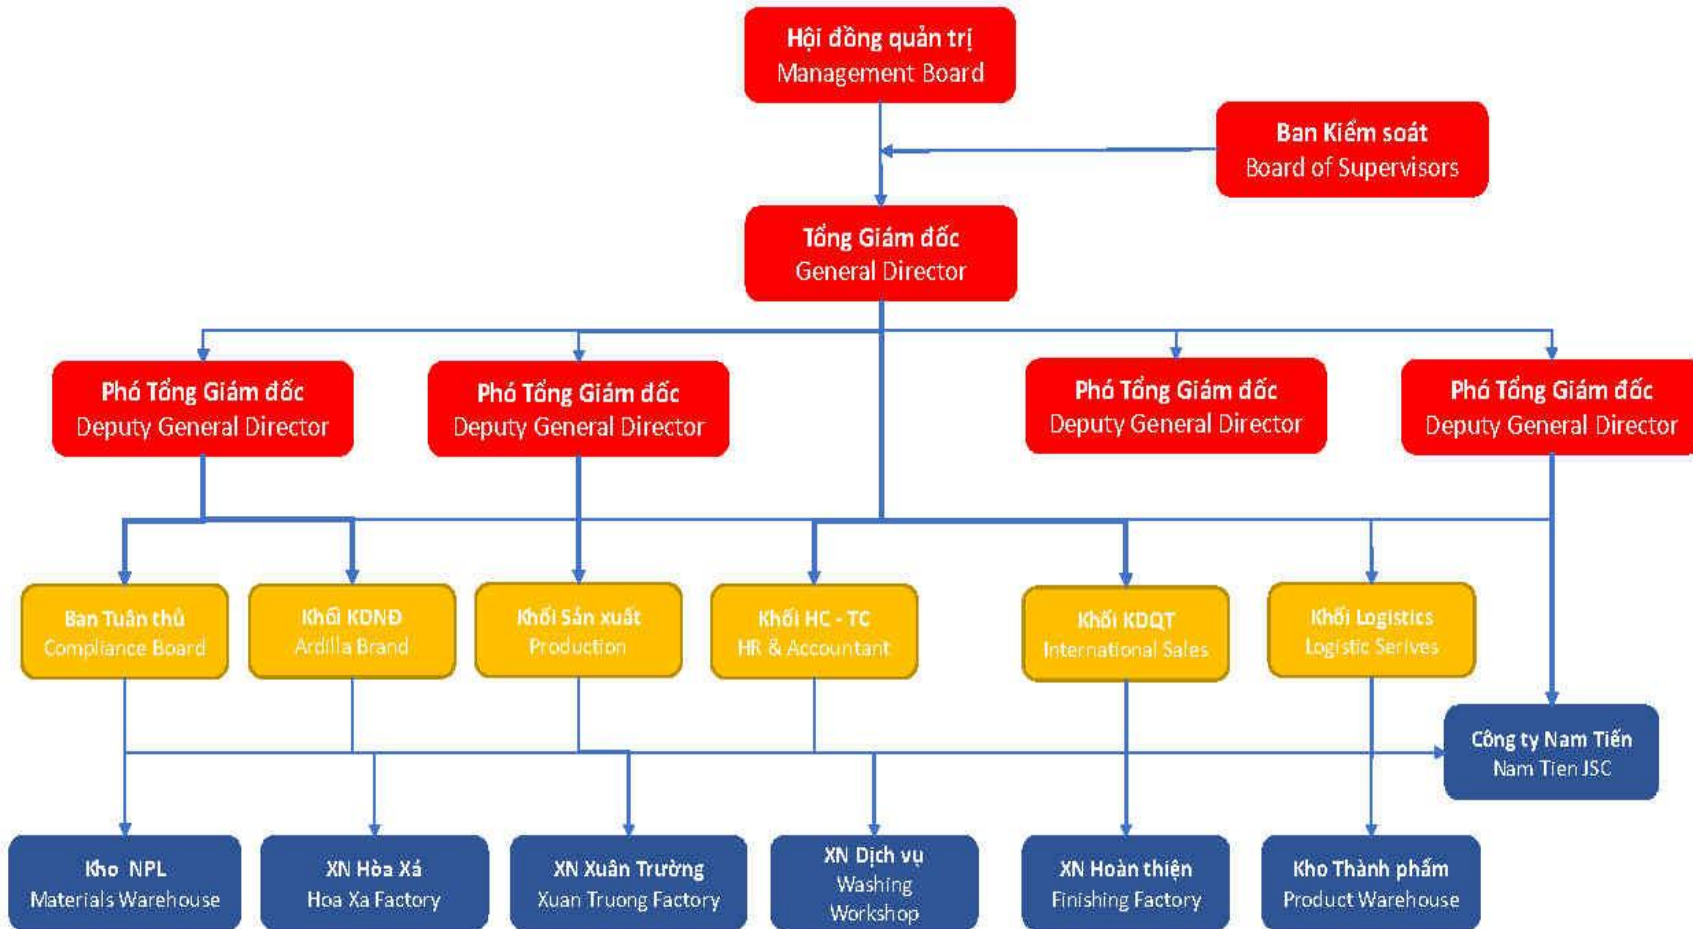 Hội đồng quản trị
Management Board
Ban Kiểm soát
Board of Supervisors
Tổng Giám đốc
General Director
Phó Tổng Giám đốc
Deputy General Director
Phó Tổng Giám đốc
Deputy General Director
Phó Tổng Giám đốc
Deputy General Director
Phó Tổng Giám đốc
Deputy General Director
Ban Tuân thủ
Compliance Board
Khối KDNĐ
Ardilla Brand
Khối Sản xuất
Production
Khối HC - TC
HR & Accountant
Khối KDQT
International Sales
Khối Logistics
Logistic Serives
Công ty Nam Tiến
Nam Tien JSC
Kho NPL
Materials Warehouse
XN Hòa Xá
Hoa Xa Factory
XN Xuân Trường
Xuan Truong Factory
XN Dịch vụ
Washing
Workshop
XN Hoàn thiện
Finishing Factory
Kho Thành phẩm
Product Warehouse